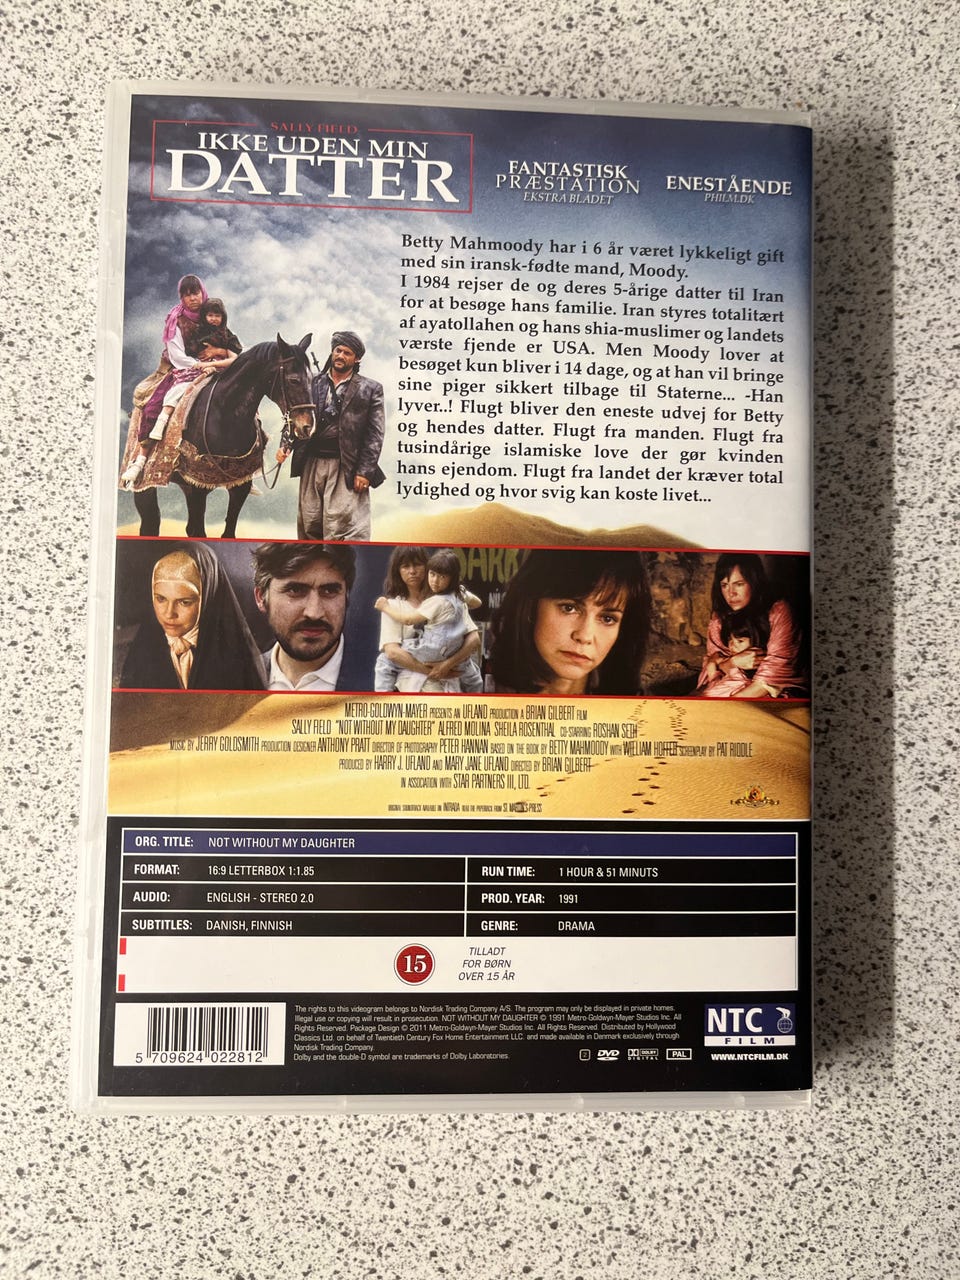 SALLY FIELD
IKKE UDEN MIN
DATTER
FANTASTISK
PRÆSTATION
EKSTRA BLADET
ENESTÅENDE
PHILM.DK
Betty Mahmoody har i 6 år været lykkeligt gift
med sin iransk-fødte mand, Moody.
I 1984 rejser de og deres 5-årige datter til Iran
for at besøge hans familie. Iran styres totalitært
af ayatollahen og hans shia-muslimer og landets
værste fjende er USA. Men Moody lover at
besøget kun bliver i 14 dage, og at han vil bringe
sine piger sikkert tilbage til Staterne... -Han
lyver..! Flugt bliver den eneste udvej for Betty
og hendes datter. Flugt fra manden. Flugt fra
tusindårige islamiske love der gør kvinden
hans ejendom. Flugt fra landet der kræver total
lydighed og hvor svig kan koste livet...
METRO-GOLDWYN-MAYER PRESENTS AN UFLAND PRODUCTION A BRIAN GILBERT FILM
SALLY FIELD "NOT WITHOUT MY DAUGHTER" ALFRED MOLINA SHEILA ROSENTHAL CO-STARRING ROSHAN SETH
MUSIC BY JERRY GOLDSMITH PRODUCTION DESIGNER ANTHONY PRATT DIRECTOR OF PHOTOGRAPHY PETER HANNAN BASED ON THE BOOK BY BETTY MAHMOODY WITH WILLIAM HOFFER SCREENPLAY BY PAT RIDDLE
PRODUCED BY HARRY J. UFLAND AND MARY JANE UFLAND DIRECTED BY BRIAN GILBERT
IN ASSOCIATION WITH STAR PARTNERS III, LTD.
ORIGINAL SOUNDTRACK AVAILABLE ON INTRADA READ THE PAPERBACK FROM ST. MARTIN'S PRESS
ORG. TITLE: NOT WITHOUT MY DAUGHTER
FORMAT: 16:9 LETTERBOX 1:1.85
RUN TIME: 1 HOUR & 51 MINUTS
AUDIO: ENGLISH - STEREO 2.0
PROD. YEAR: 1991
SUBTITLES: DANISH, FINNISH
GENRE: DRAMA
15
TILLADT
FOR BØRN
OVER 15 ÅR
5 709624 022812
The rights to this videogram belongs to Nordisk Trading Company A/S. The program may only be displayed in private homes.
Illegal use or copying will result in prosecution. NOT WITHOUT MY DAUGHTER © 1991 Metro-Goldwyn-Mayer Studios Inc. All
Rights Reserved. Package Design © 2011 Metro-Goldwyn-Mayer Studios Inc. All Rights Reserved. Distributed by Hollywood
Classics Ltd. on behalf of Twentieth Century Fox Home Entertainment LLC. and made available in Denmark exclusively through
Nordisk Trading Company.
Dolby and the double-D symbol are trademarks of Dolby Laboratories.
2 DVD DOLBY DIGITAL PAL
NTC
FILM
WWW.NTCFILM.DK